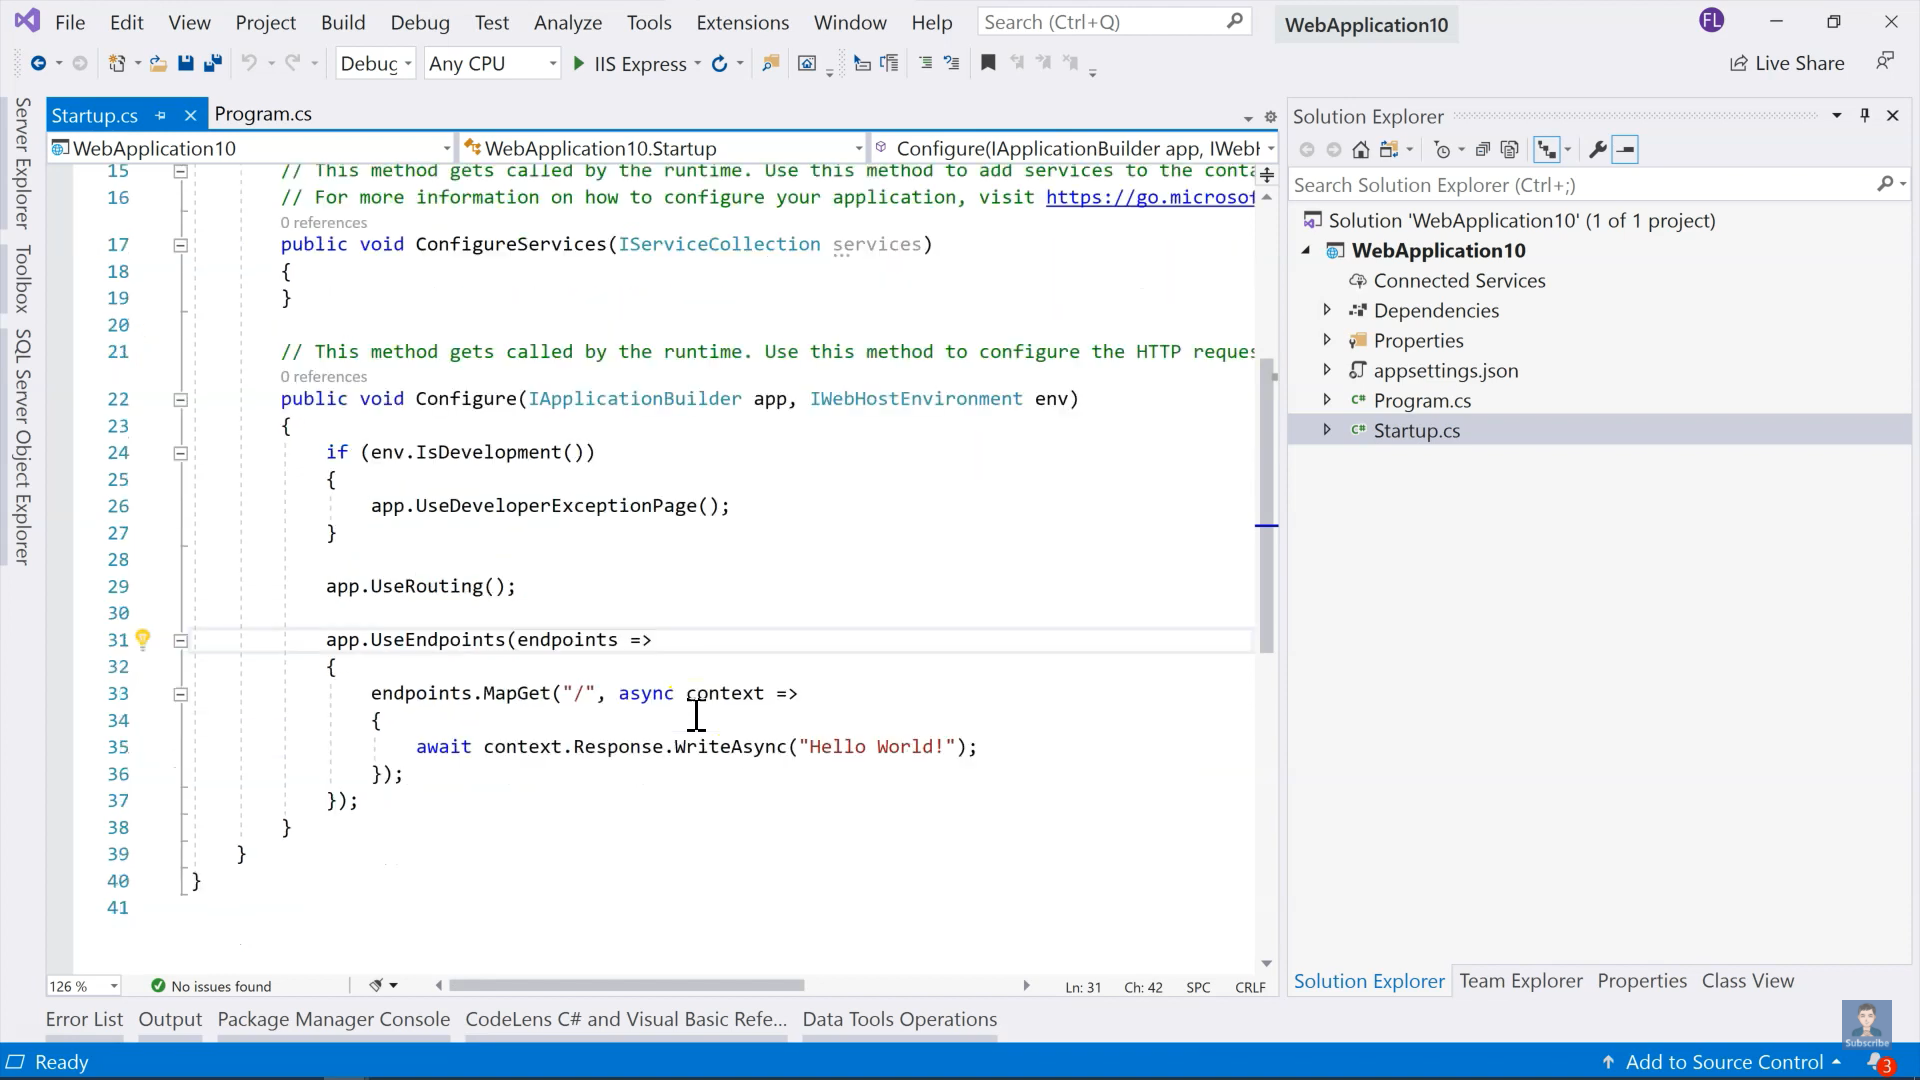 File Edit View Project Build Debug Test Analyze Tools Extensions Window Help Search (Ctrl+Q) WebApplication10 FL
Debug Any CPU IIS Express Live Share
Startup.cs Program.cs
WebApplication10 WebApplication10.Startup Configure(IApplicationBuilder app, IWebH
Server Explorer
Toolbox
SQL Server Object Explorer
15 // This method gets called by the runtime. Use this method to add services to the conta
16 // For more information on how to configure your application, visit https://go.microsof
0 references
17 public void ConfigureServices(IServiceCollection services)
18 {
19 }
20
21 // This method gets called by the runtime. Use this method to configure the HTTP reques
0 references
22 public void Configure(IApplicationBuilder app, IWebHostEnvironment env)
23 {
24 if (env.IsDevelopment())
25 {
26 app.UseDeveloperExceptionPage();
27 }
28
29 app.UseRouting();
30
31 app.UseEndpoints(endpoints =>
32 {
33 endpoints.MapGet("/", async context =>
34 {
35 await context.Response.WriteAsync("Hello World!");
36 });
37 });
38 }
39 }
40 }
41
126 % No issues found Ln: 31 Ch: 42 SPC CRLF
Solution Explorer
Search Solution Explorer (Ctrl+;)
Solution 'WebApplication10' (1 of 1 project)
WebApplication10
Connected Services
Dependencies
Properties
appsettings.json
C# Program.cs
C# Startup.cs
Solution Explorer Team Explorer Properties Class View
Error List Output Package Manager Console CodeLens C# and Visual Basic Refe... Data Tools Operations
Subscribe
Ready Add to Source Control 3